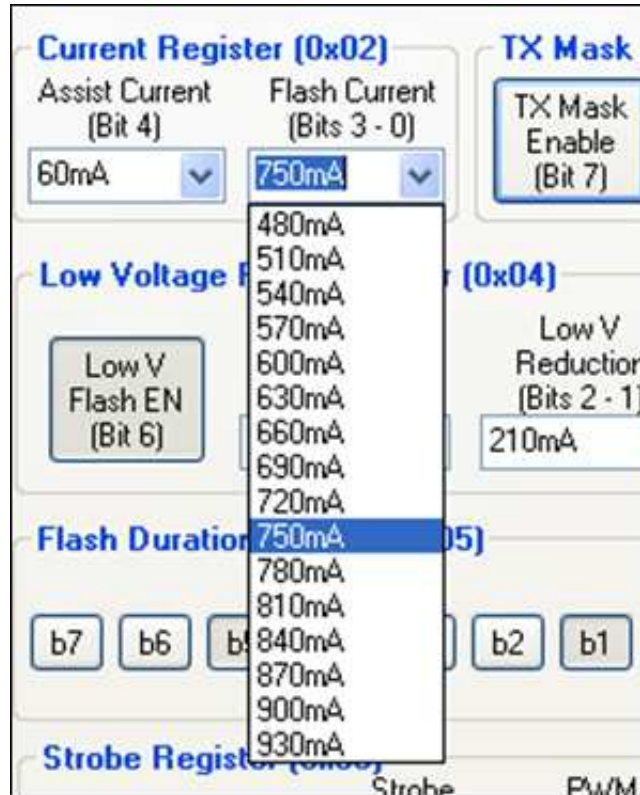 Current Register (0x02)
TX Mask
Assist Current
(Bit 4)
Flash Current
(Bits 3 - 0)
TX Mask
Enable
(Bit 7)
60mA
750mA
480mA
510mA
540mA
570mA
600mA
630mA
660mA
690mA
720mA
750mA
780mA
810mA
840mA
870mA
900mA
930mA
Low Voltage
(0x04)
Low V
Flash EN
(Bit 6)
Low V
Reduction
(Bits 2 - 1)
210mA
Flash Duration
05)
b7
b6
b2
b1
Strobe Register
Strobe
PWM